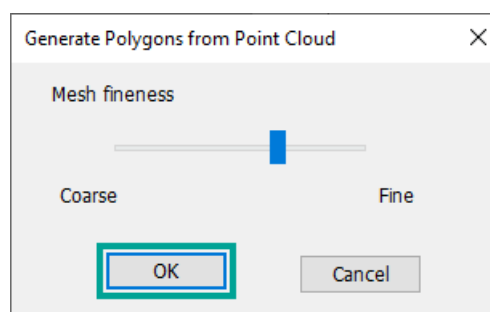 Generate Polygons from Point Cloud
Mesh fineness
Coarse Fine
OK Cancel